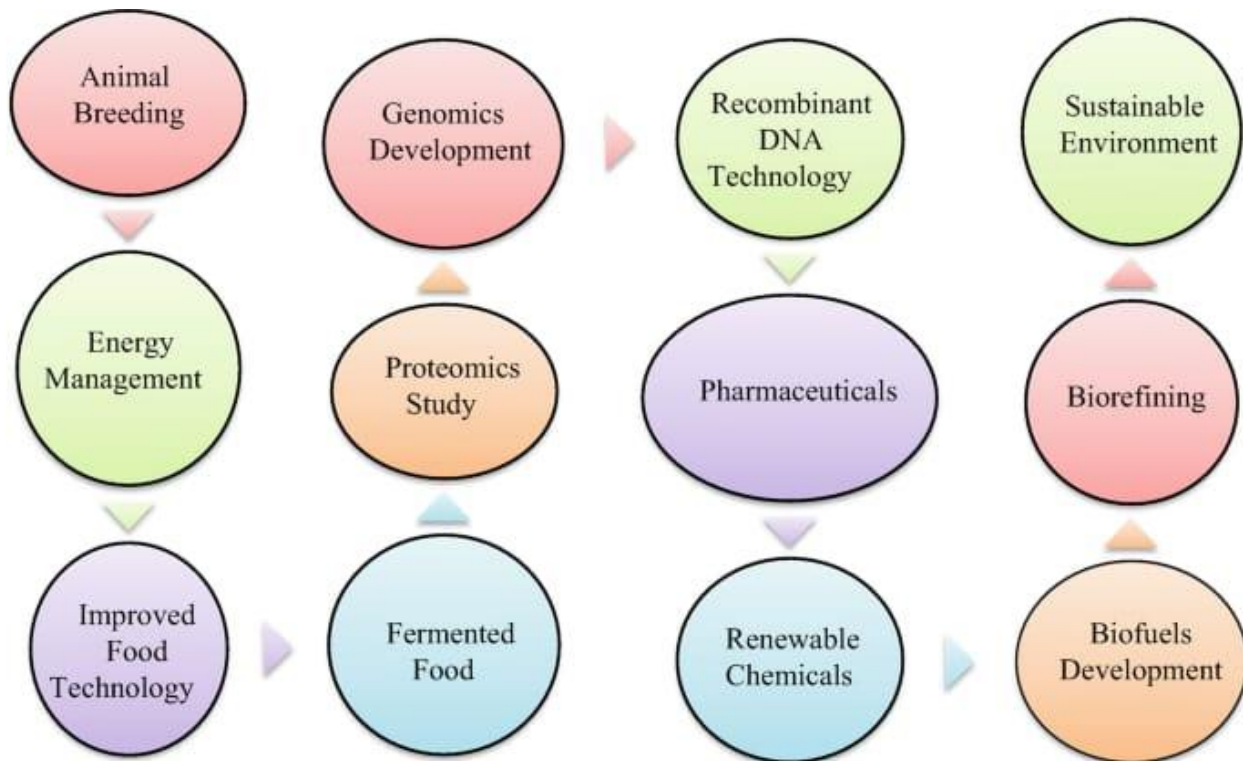 Animal
Breeding
Energy
Management
Improved
Food
Technology
Fermented
Food
Proteomics
Study
Genomics
Development
Recombinant
DNA
Technology
Pharmaceuticals
Renewable
Chemicals
Biofuels
Development
Biorefining
Sustainable
Environment